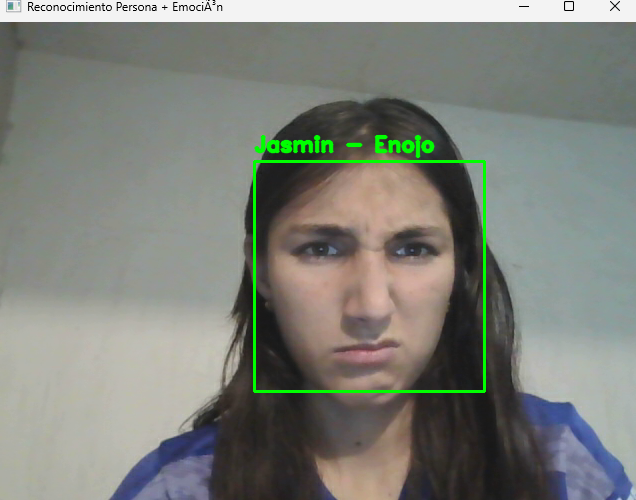 Reconocimiento Persona + EmociÃ³n
Jasmin - Enojo